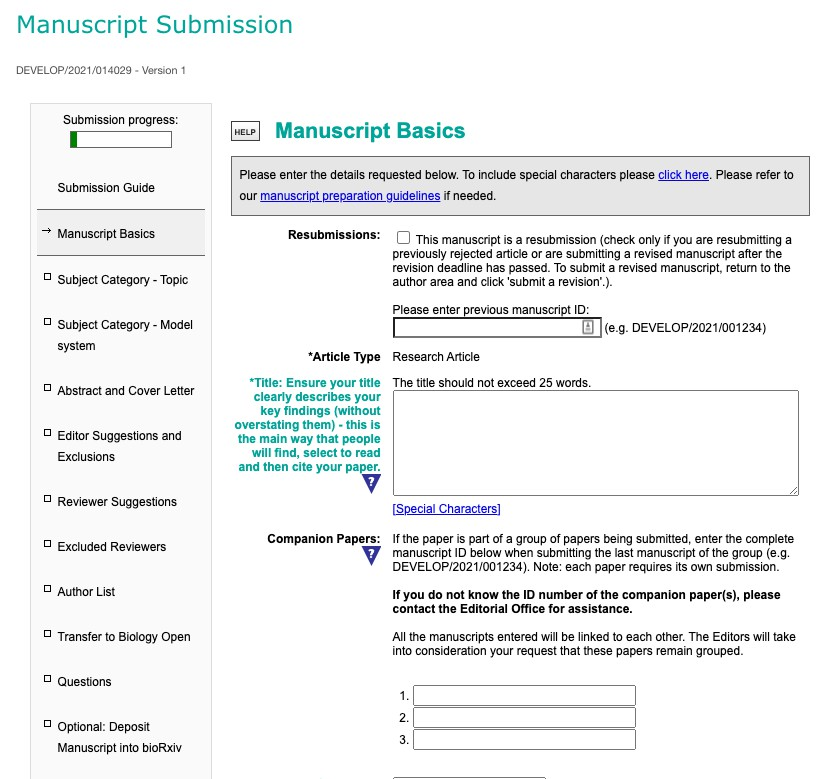 Manuscript Submission
DEVELOP/2021/014029 - Version 1
Submission progress:
Submission Guide
→ Manuscript Basics
Subject Category - Topic
Subject Category - Model
system
Abstract and Cover Letter
Editor Suggestions and
Exclusions
Reviewer Suggestions
Excluded Reviewers
Author List
Transfer to Biology Open
Questions
Optional: Deposit
Manuscript into bioRxiv
HELP
Manuscript Basics
Please enter the details requested below. To include special characters please click here. Please refer to
our manuscript preparation guidelines if needed.
Resubmissions:
This manuscript is a resubmission (check only if you are resubmitting a
previously rejected article or are submitting a revised manuscript after the
revision deadline has passed. To submit a revised manuscript, return to the
author area and click 'submit a revision'.).
Please enter previous manuscript ID:
(e.g. DEVELOP/2021/001234)
*Article Type
Research Article
*Title: Ensure your title
clearly describes your
key findings (without
overstating them) - this is
the main way that people
will find, select to read
and then cite your paper.
?
The title should not exceed 25 words.
[Special Characters]
Companion Papers:
?
If the paper is part of a group of papers being submitted, enter the complete
manuscript ID below when submitting the last manuscript of the group (e.g.
DEVELOP/2021/001234). Note: each paper requires its own submission.
If you do not know the ID number of the companion paper(s), please
contact the Editorial Office for assistance.
All the manuscripts entered will be linked to each other. The Editors will take
into consideration your request that these papers remain grouped.
1.
2.
3.